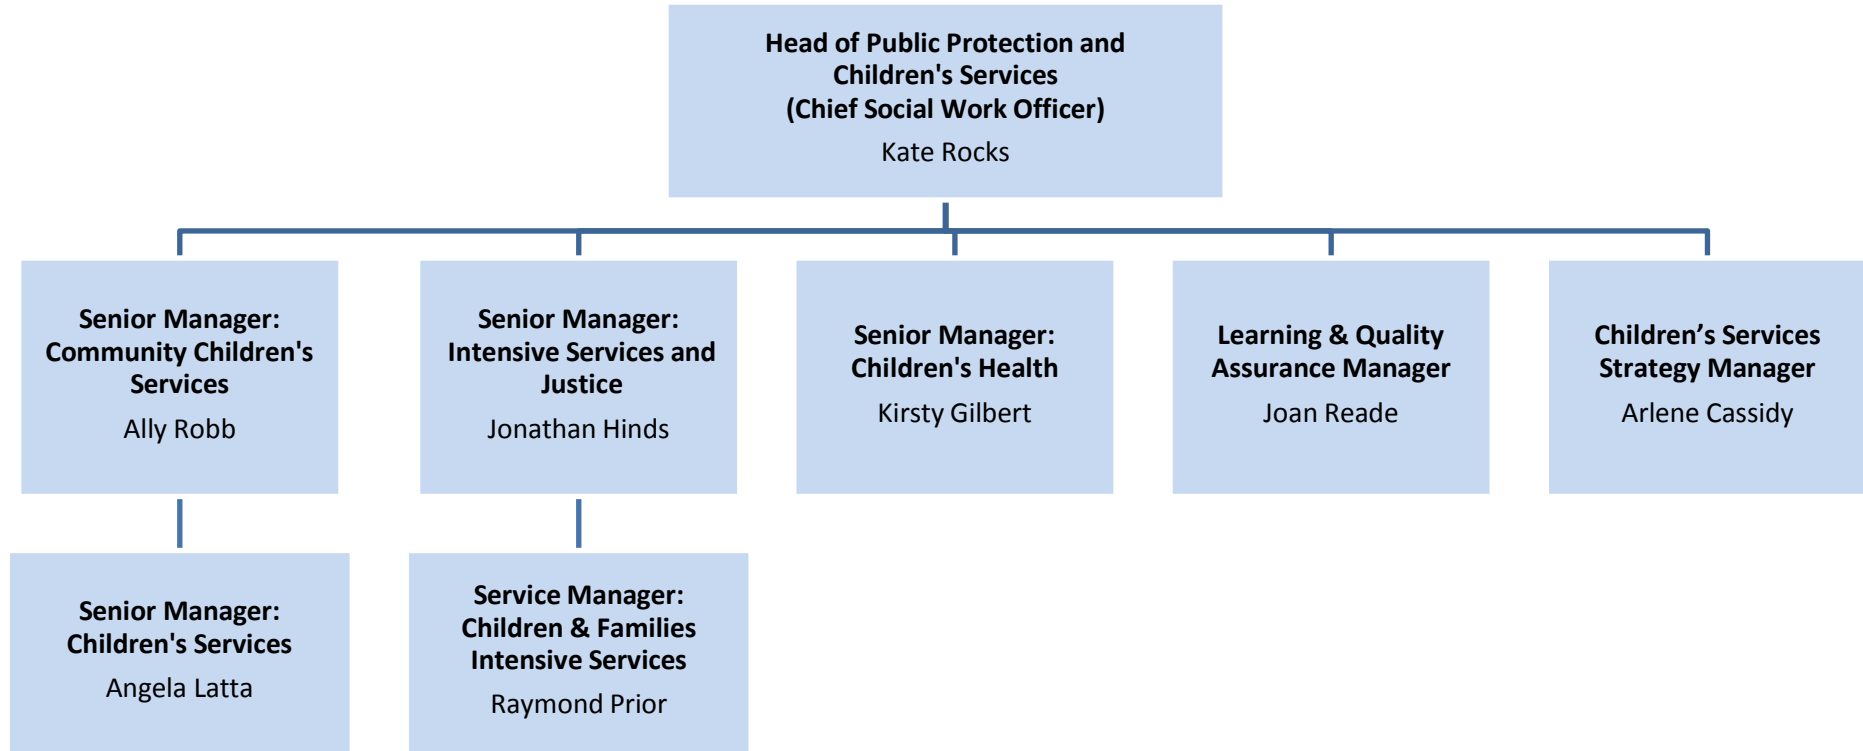 Head of Public Protection and
Children's Services
(Chief Social Work Officer)
Kate Rocks
Senior Manager:
Community Children's
Services
Ally Robb
Senior Manager:
Intensive Services and
Justice
Jonathan Hinds
Senior Manager:
Children's Health
Kirsty Gilbert
Learning & Quality
Assurance Manager
Joan Reade
Children’s Services
Strategy Manager
Arlene Cassidy
Senior Manager:
Children's Services
Angela Latta
Service Manager:
Children & Families
Intensive Services
Raymond Prior